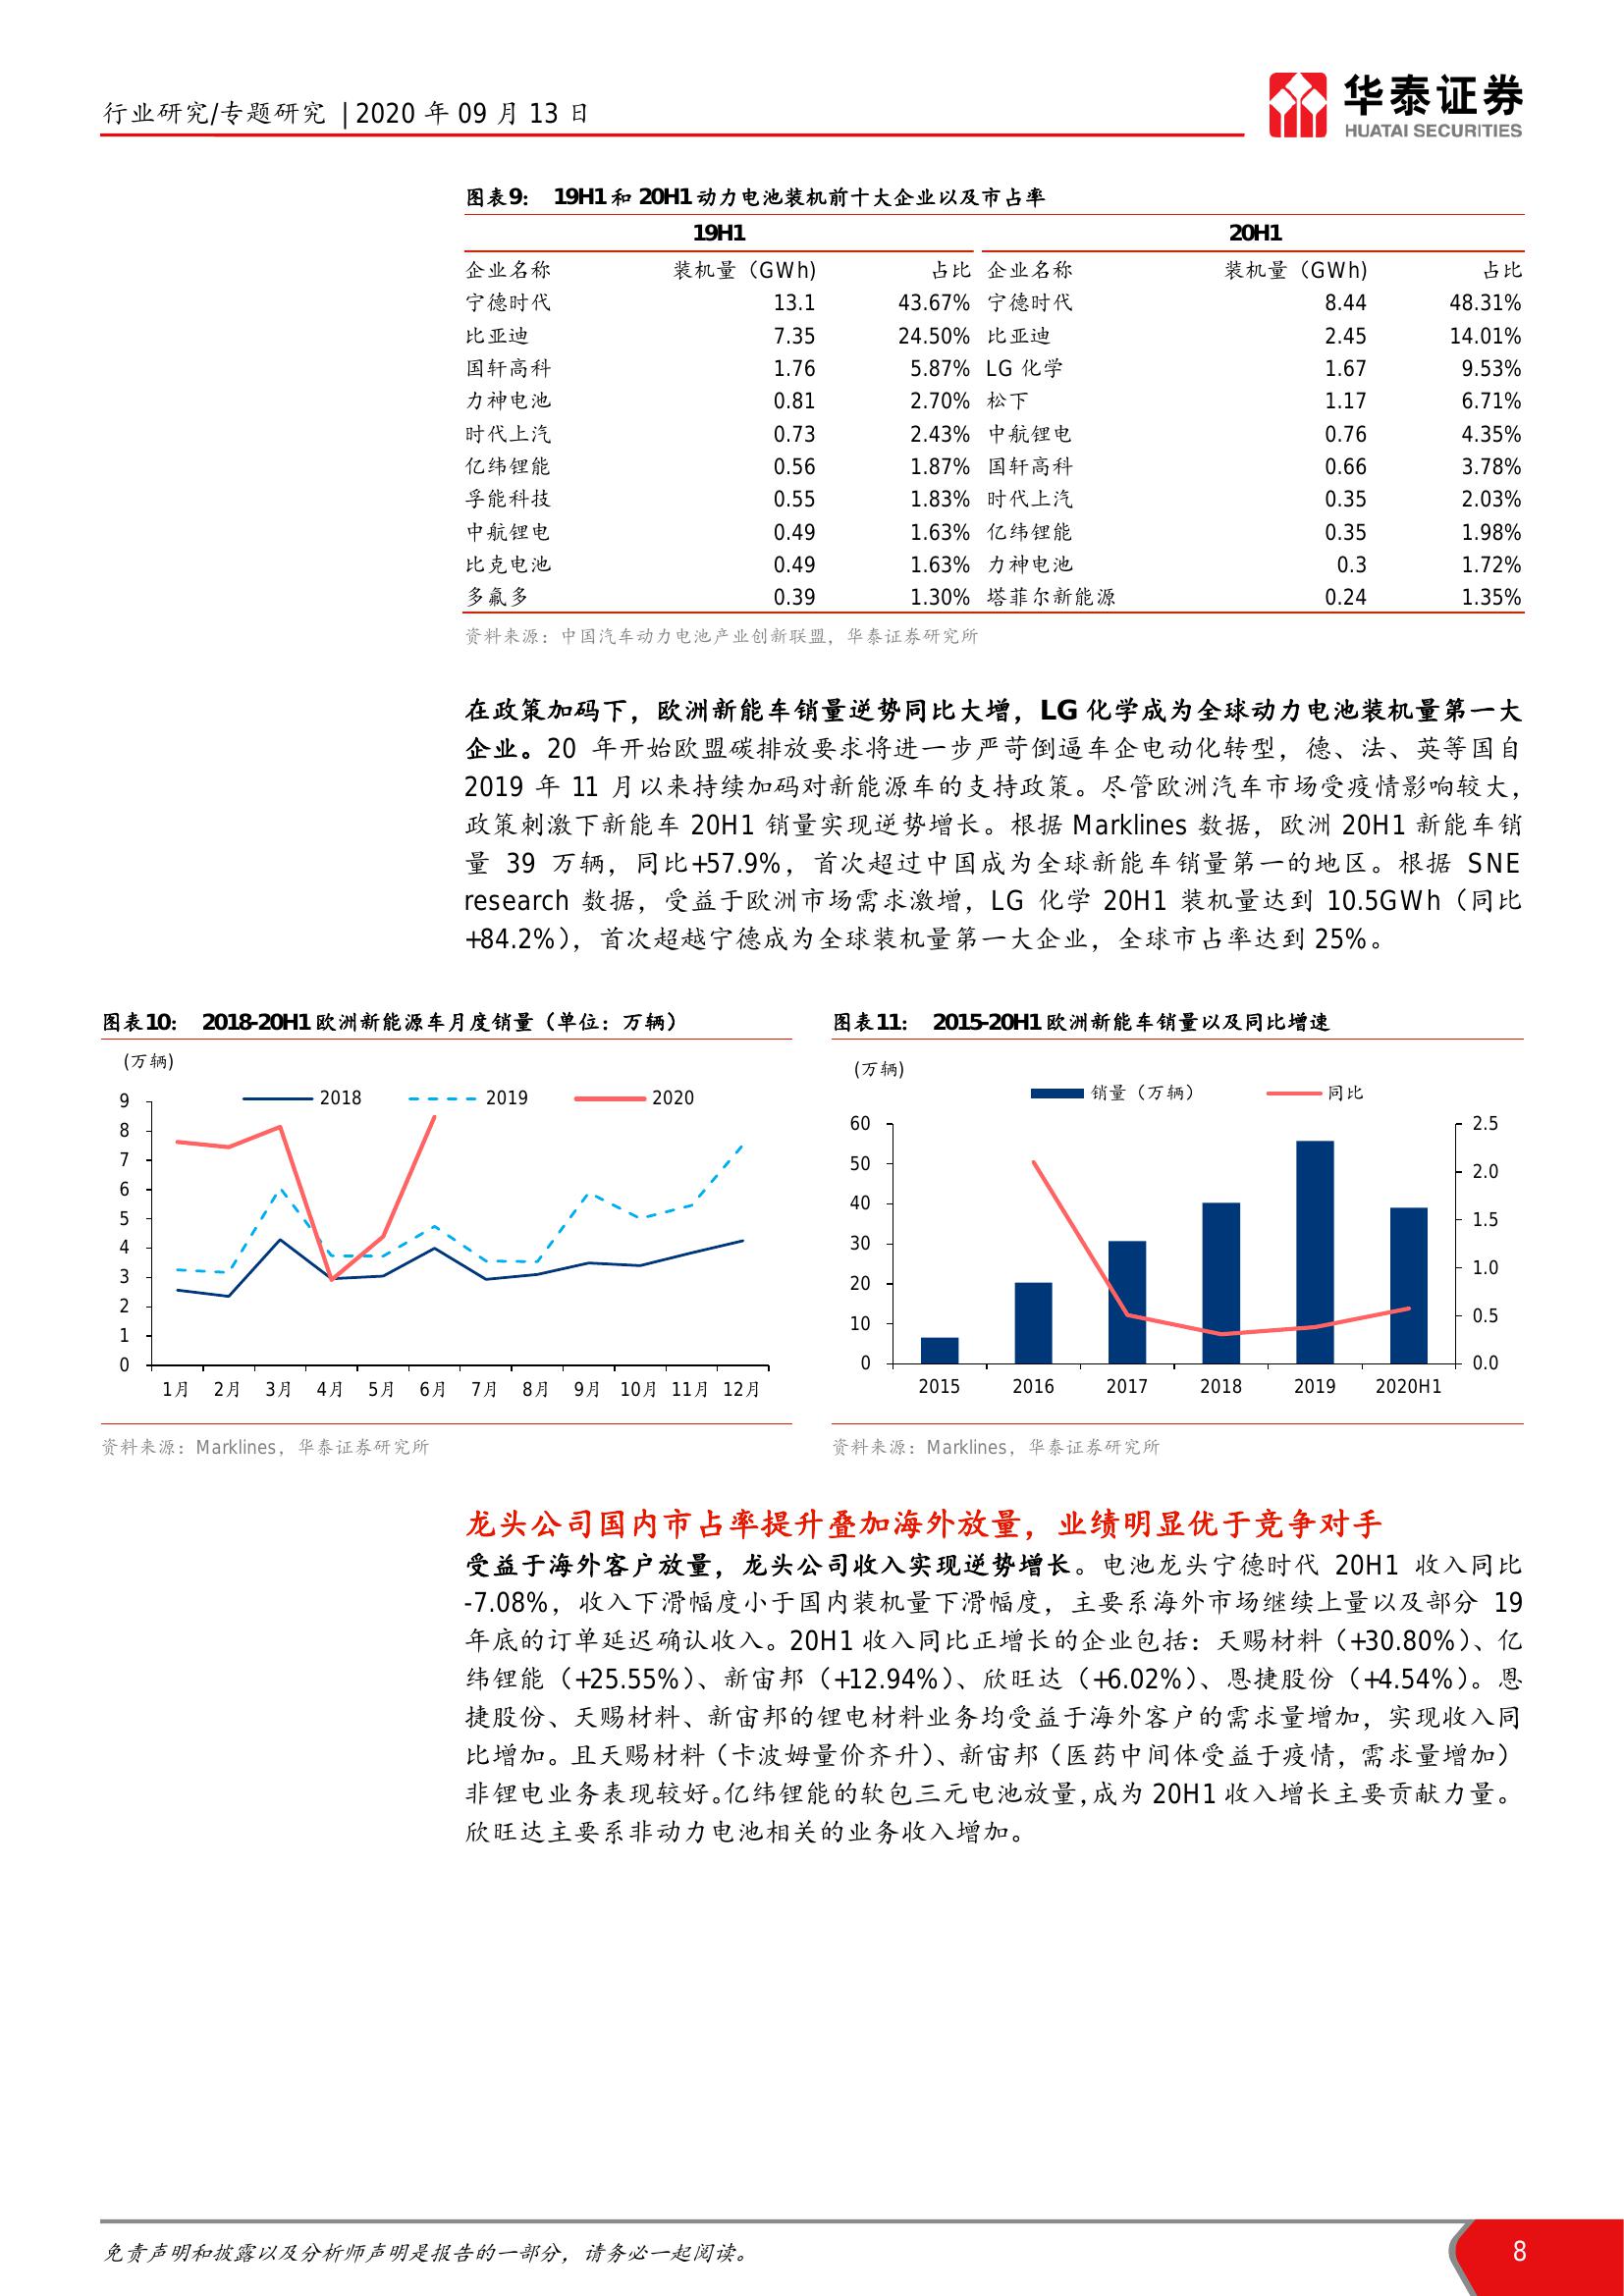 行业研究/专题研究 | 2020 年 09 月 13 日
华泰证券
HUATAI SECURITIES
图表9： 19H1 和 20H1 动力电池装机前十大企业以及市占率
19H1 20H1
企业名称 装机量（GWh） 占比 企业名称 装机量（GWh） 占比
宁德时代 13.1 43.67% 宁德时代 8.44 48.31%
比亚迪 7.35 24.50% 比亚迪 2.45 14.01%
国轩高科 1.76 5.87% LG 化学 1.67 9.53%
力神电池 0.81 2.70% 松下 1.17 6.71%
时代上汽 0.73 2.43% 中航锂电 0.76 4.35%
亿纬锂能 0.56 1.87% 国轩高科 0.66 3.78%
孚能科技 0.55 1.83% 时代上汽 0.35 2.03%
中航锂电 0.49 1.63% 亿纬锂能 0.35 1.98%
比克电池 0.49 1.63% 力神电池 0.3 1.72%
多氟多 0.39 1.30% 塔菲尔新能源 0.24 1.35%
资料来源：中国汽车动力电池产业创新联盟，华泰证券研究所
在政策加码下，欧洲新能车销量逆势同比大增，LG 化学成为全球动力电池装机量第一大
企业。20 年开始欧盟碳排放要求将进一步严苛倒逼车企电动化转型，德、法、英等国自
2019 年 11 月以来持续加码对新能源车的支持政策。尽管欧洲汽车市场受疫情影响较大，
政策刺激下新能车 20H1 销量实现逆势增长。根据 Marklines 数据，欧洲 20H1 新能车销
量 39 万辆，同比+57.9%，首次超过中国成为全球新能车销量第一的地区。根据 SNE
research 数据，受益于欧洲市场需求激增，LG 化学 20H1 装机量达到 10.5GWh（同比
+84.2%），首次超越宁德成为全球装机量第一大企业，全球市占率达到 25%。
图表10： 2018-20H1 欧洲新能源车月度销量（单位：万辆）
(万辆)
2018 2019 2020
9
8
7
6
5
4
3
2
1
0
1月 2月 3月 4月 5月 6月 7月 8月 9月 10月 11月 12月
资料来源：Marklines，华泰证券研究所
图表11： 2015-20H1 欧洲新能车销量以及同比增速
(万辆)
销量（万辆） 同比
60 2.5
50 2.0
40 1.5
30 1.0
20 0.5
10 0.0
0
2015 2016 2017 2018 2019 2020H1
资料来源：Marklines，华泰证券研究所
龙头公司国内市占率提升叠加海外放量，业绩明显优于竞争对手
受益于海外客户放量，龙头公司收入实现逆势增长。电池龙头宁德时代 20H1 收入同比
-7.08%，收入下滑幅度小于国内装机量下滑幅度，主要系海外市场继续上量以及部分 19
年底的订单延迟确认收入。20H1 收入同比正增长的企业包括：天赐材料（+30.80%）、亿
纬锂能（+25.55%）、新宙邦（+12.94%）、欣旺达（+6.02%）、恩捷股份（+4.54%）。恩
捷股份、天赐材料、新宙邦的锂电材料业务均受益于海外客户的需求量增加，实现收入同
比增加。且天赐材料（卡波姆量价齐升）、新宙邦（医药中间体受益于疫情，需求量增加）
非锂电业务表现较好。亿纬锂能的软包三元电池放量，成为 20H1 收入增长主要贡献力量。
欣旺达主要系非动力电池相关的业务收入增加。
免责声明和披露以及分析师声明是报告的一部分，请务必一起阅读。 8